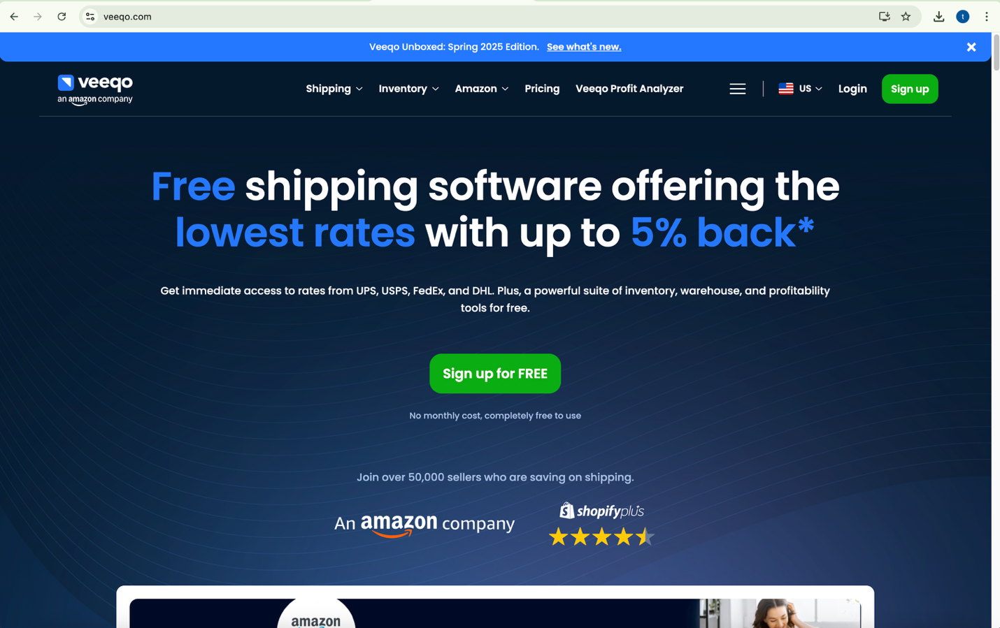 veeqo.com
t
Veeqo Unboxed: Spring 2025 Edition. See what's new.
veeqo
an amazon company
Shipping Inventory Amazon Pricing Veeqo Profit Analyzer US Login Sign up
Free shipping software offering the
lowest rates with up to 5% back*
Get immediate access to rates from UPS, USPS, FedEx, and DHL. Plus, a powerful suite of inventory, warehouse, and profitability
tools for free.
Sign up for FREE
No monthly cost, completely free to use
Join over 50,000 sellers who are saving on shipping.
An amazon company
shopifyplus
amazon